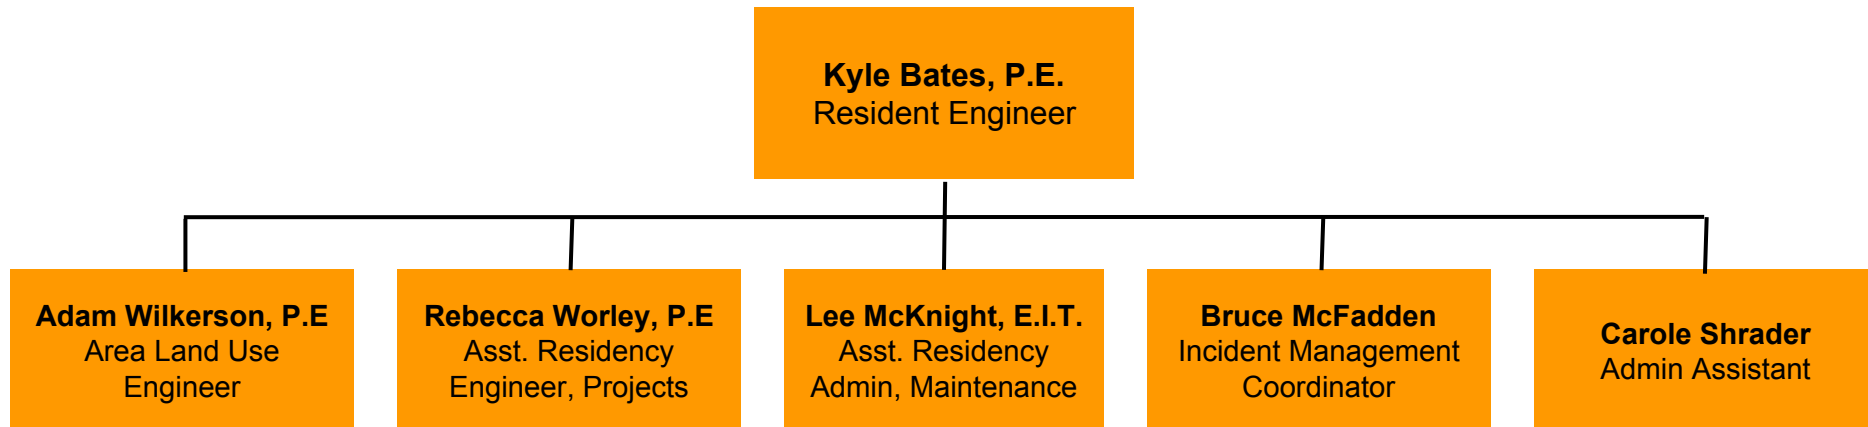 Kyle Bates, P.E.
Resident Engineer
Adam Wilkerson, P.E
Area Land Use
Engineer
Rebecca Worley, P.E
Asst. Residency
Engineer, Projects
Lee McKnight, E.I.T.
Asst. Residency
Admin, Maintenance
Bruce McFadden
Incident Management
Coordinator
Carole Shrader
Admin Assistant